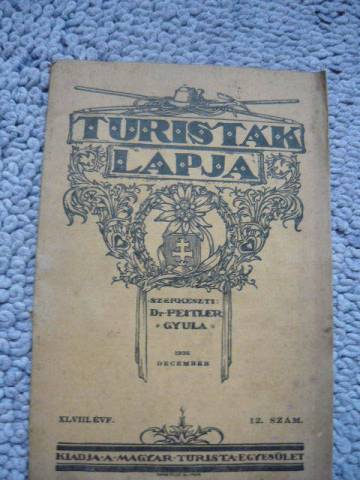 TURISTÁK
LAPJA
SZERKESZTI:
Dr PEITLER
GYULA
1936
DECEMBER
XLVIII. ÉVF. 12. SZÁM.
KIADJA·A·MAGYAR·TURISTA·EGYESÜLET